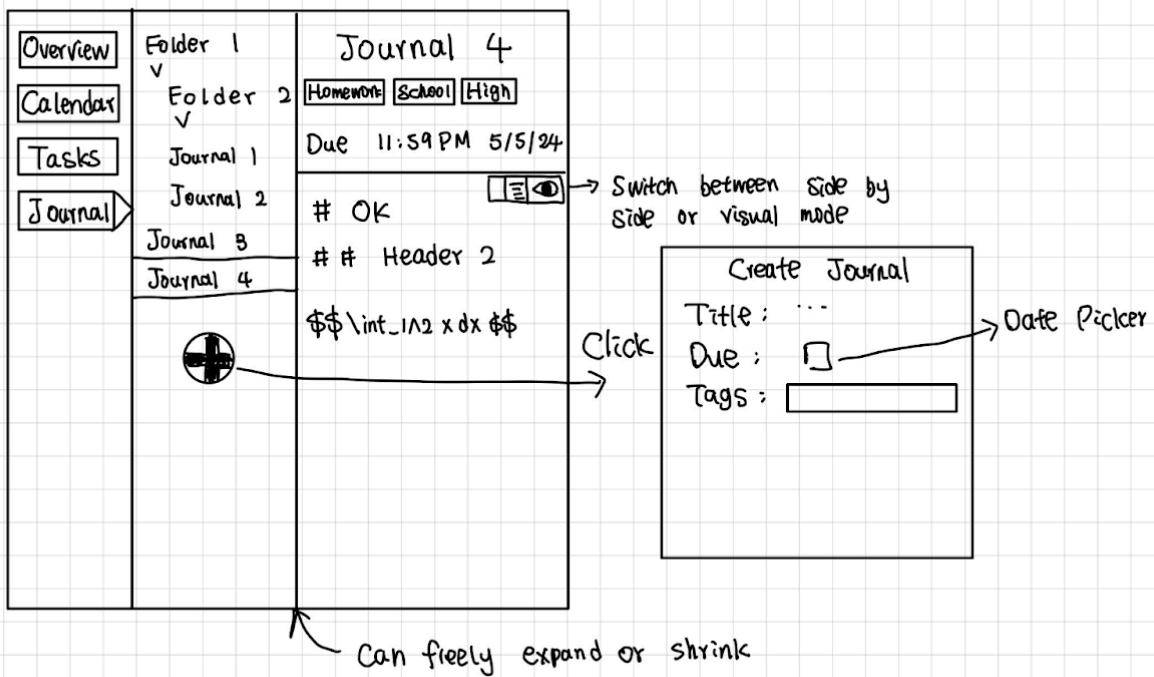 Overview
Calendar
Tasks
Journal
Folder 1
Folder 2
Journal 1
Journal 2
Journal 3
Journal 4
Journal 4
Homework School High
Due 11:59 PM 5/5/24
# OK
## Header 2
$$\int_1^2 x dx $$
Switch between side by
side or visual mode
Click
Create Journal
Title : ...
Due :
Tags :
Date Picker
Can freely expand or shrink